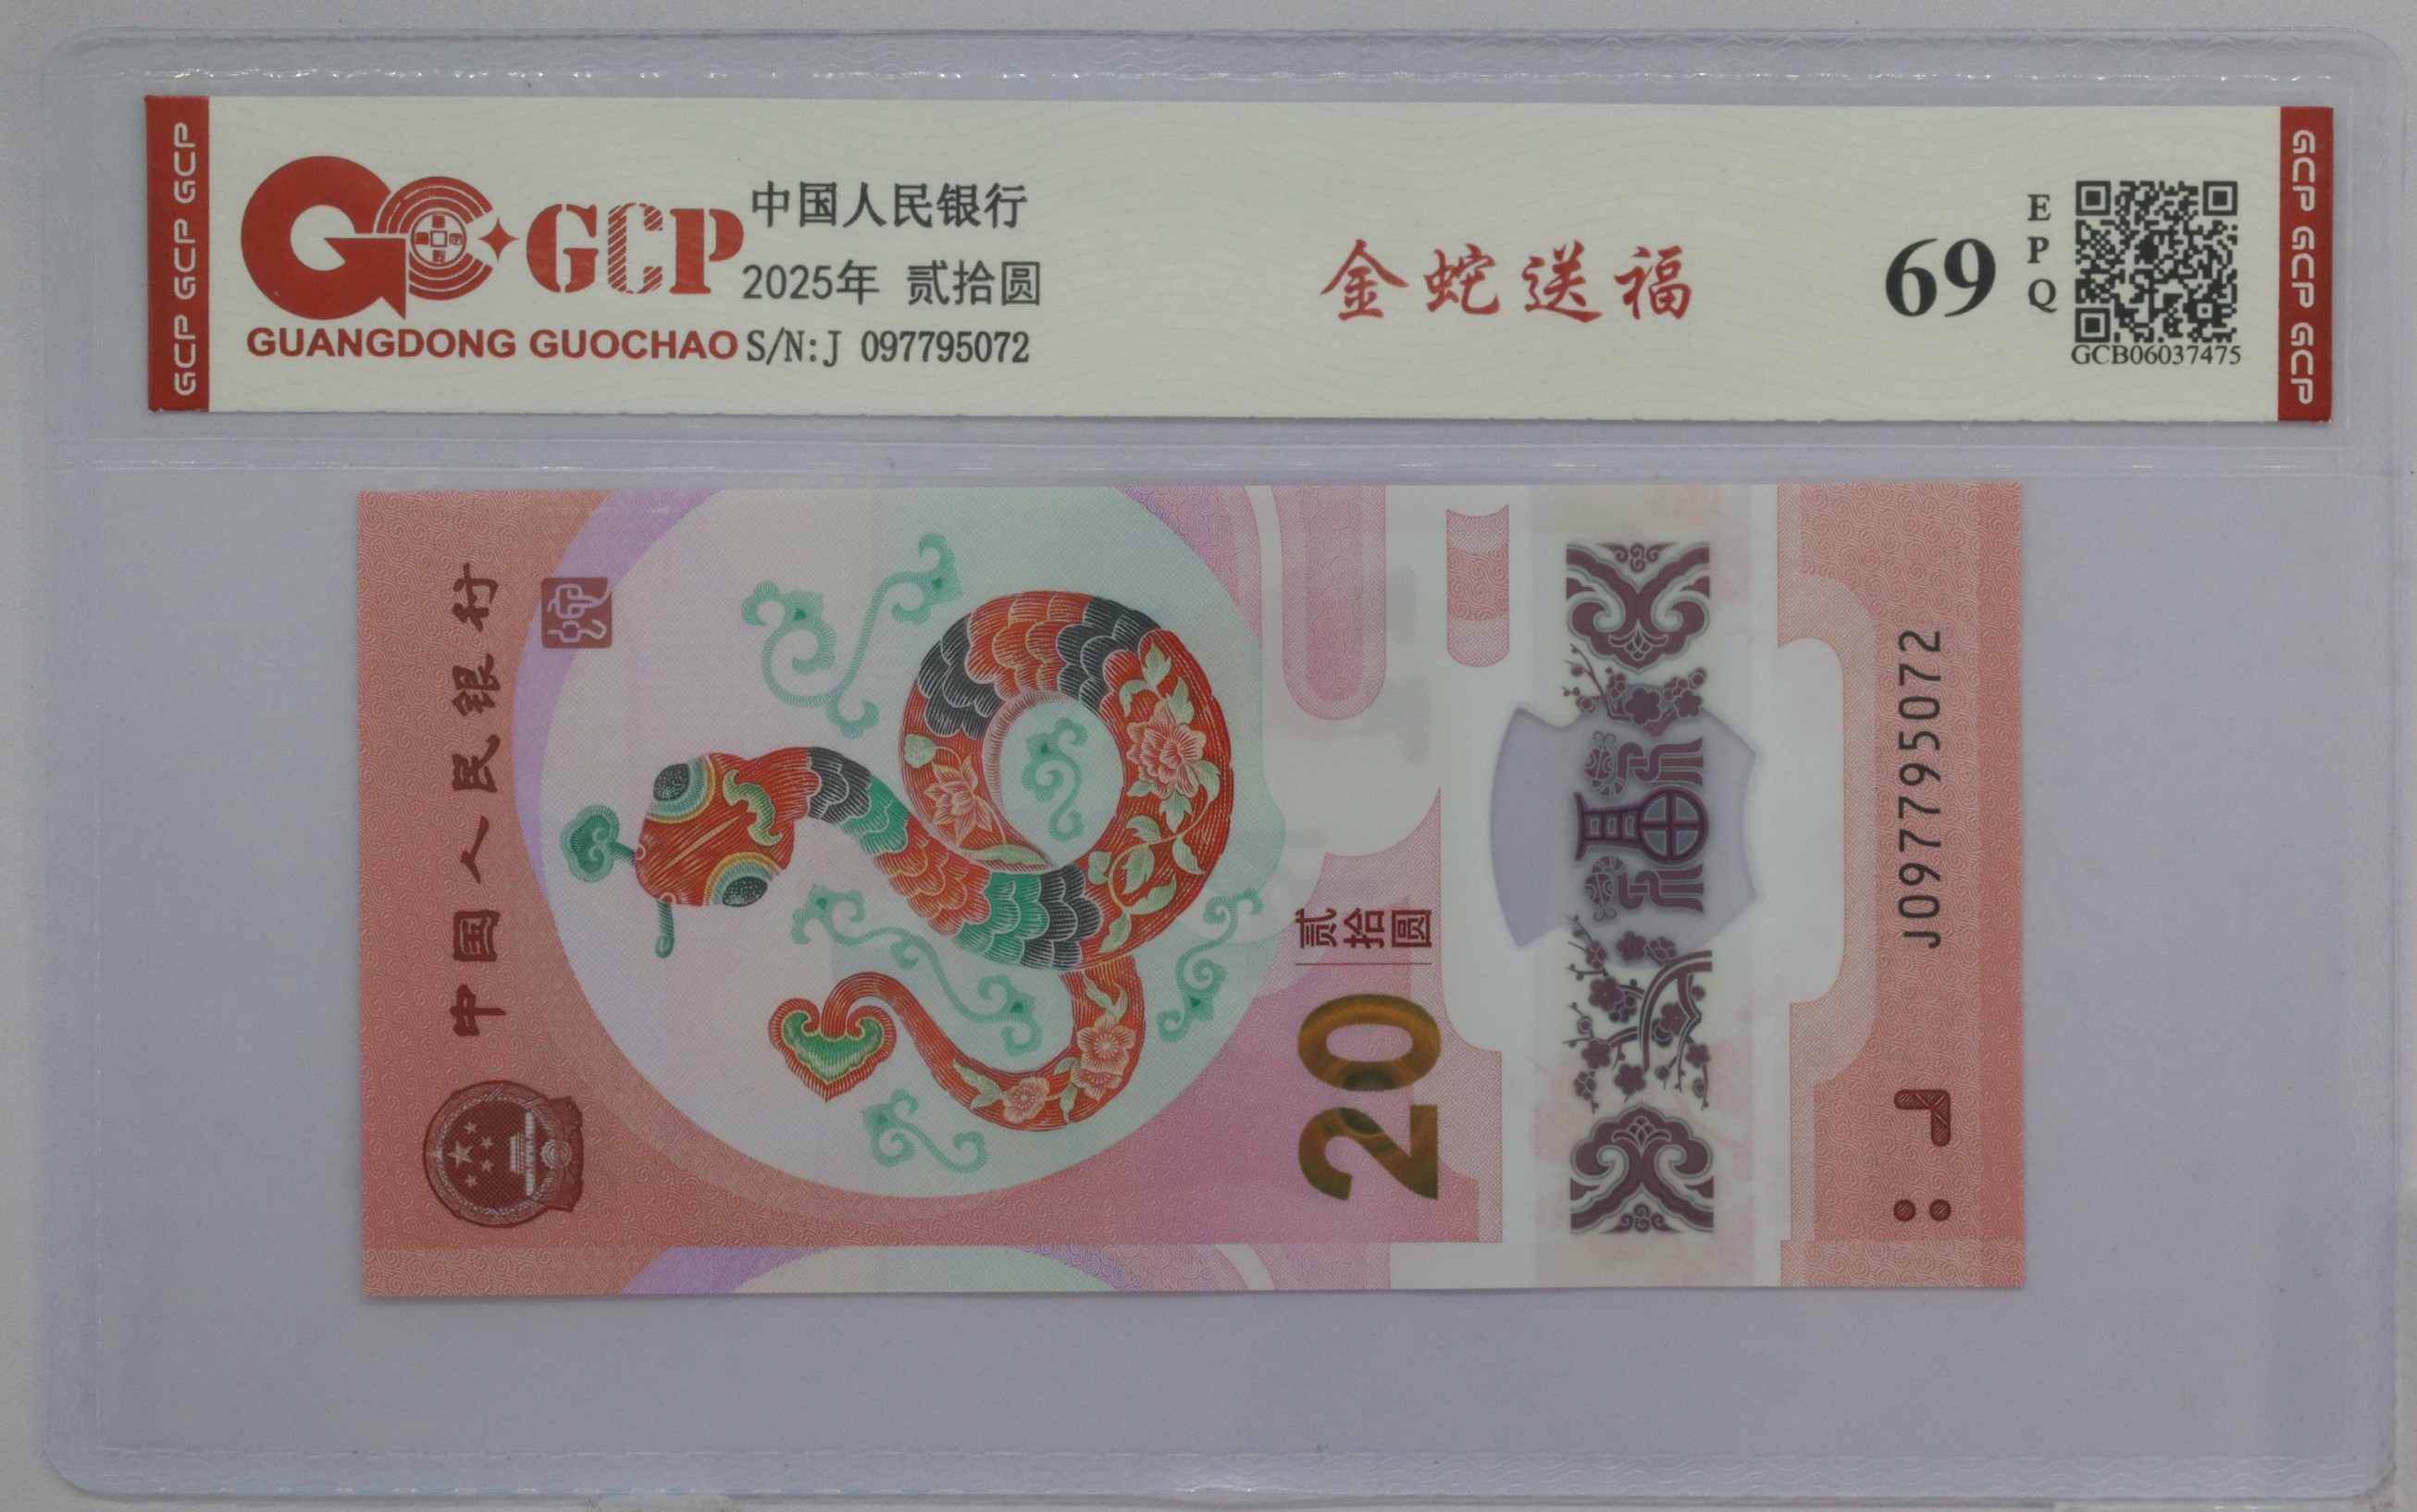 GCP GCP GCP
GCP
GUANGDONG GUOCHAO
中国人民银行
2025年 贰拾圆
S/N:J 097795072
金蛇送福
69
EPQ
GCB06037475
GCP GCP GCP
中国人民银行
贰拾圆
20
福
J097795072